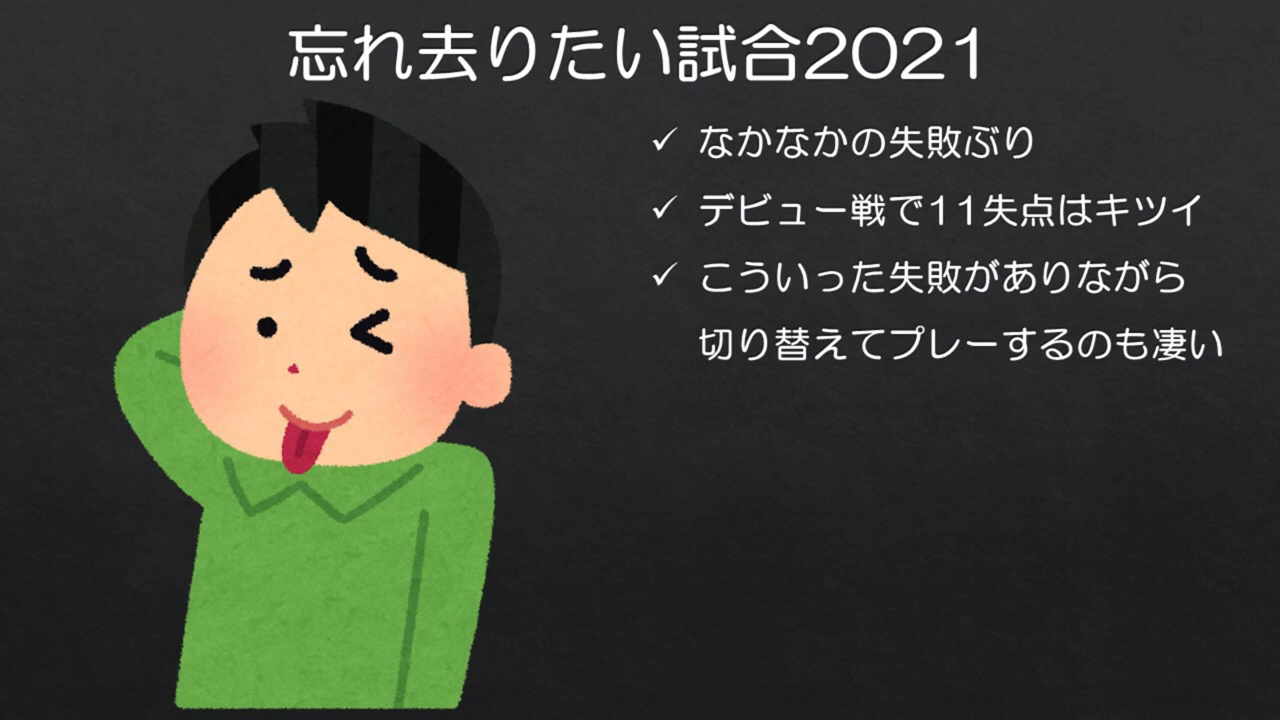 忘れ去りたい試合2021
✓ なかなかの失敗ぶり
✓ デビュー戦で11失点はキツイ
✓ こういった失敗がありながら
切り替えてプレーするのも凄い